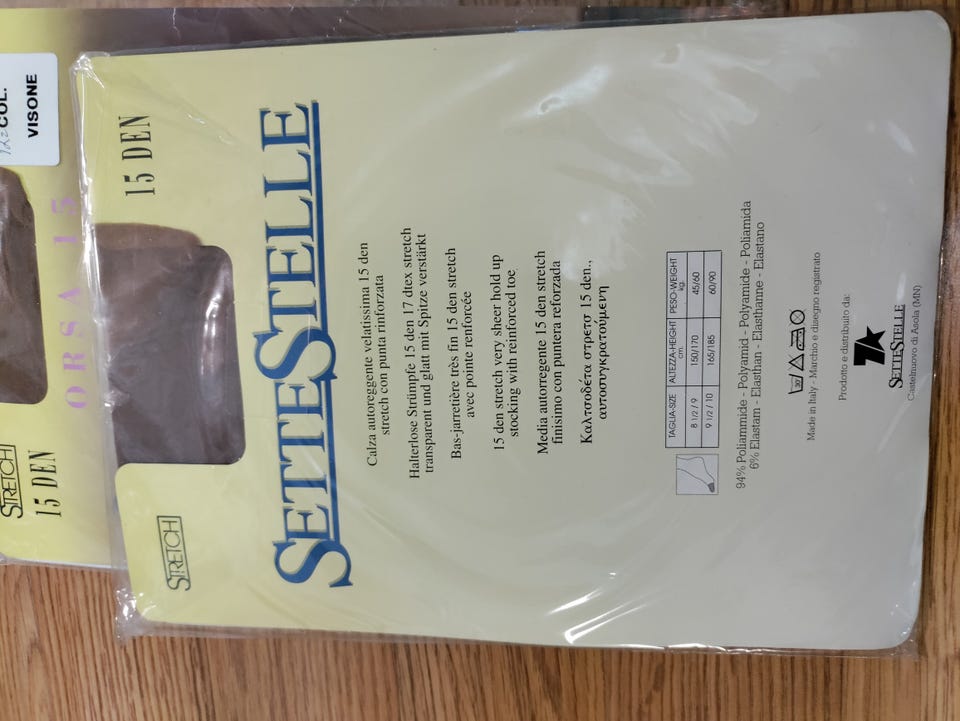 COL.
VISONE
ORSA 15
STRETCH
15 DEN
15 DEN
STRETCH
SETTESTELLE
Calza autoreggente velatissima 15 den
stretch con punta rinforzata
Halterlose Strümpfe 15 den 17 dtex stretch
transparent und glatt mit Spitze verstärkt
Bas-jarretière très fin 15 den stretch
avec pointe renforcée
15 den stretch very sheer hold up
stocking with reinforced toe
Media autorregente 15 den stretch
finisimo con puntera reforzada
Καλτσοδέτα στρέτσ 15 den.,
αυτοσυγκρατουμένη
TAGLIA-SIZE ALTEZZA-HEIGHT cm. PESO-WEIGHT kg.
8 1/2 / 9 150/170 45/60
9 1/2 / 10 165/185 60/90
94% Poliammide - Polyamid - Polyamide - Poliamida
6% Elastam - Elasthan - Elasthanne - Elastano
30
Made in Italy - Marchio e disegno registrato
Prodotto e distribuito da:
7
SETTESTELLE
Castelnuovo di Asola (MN)